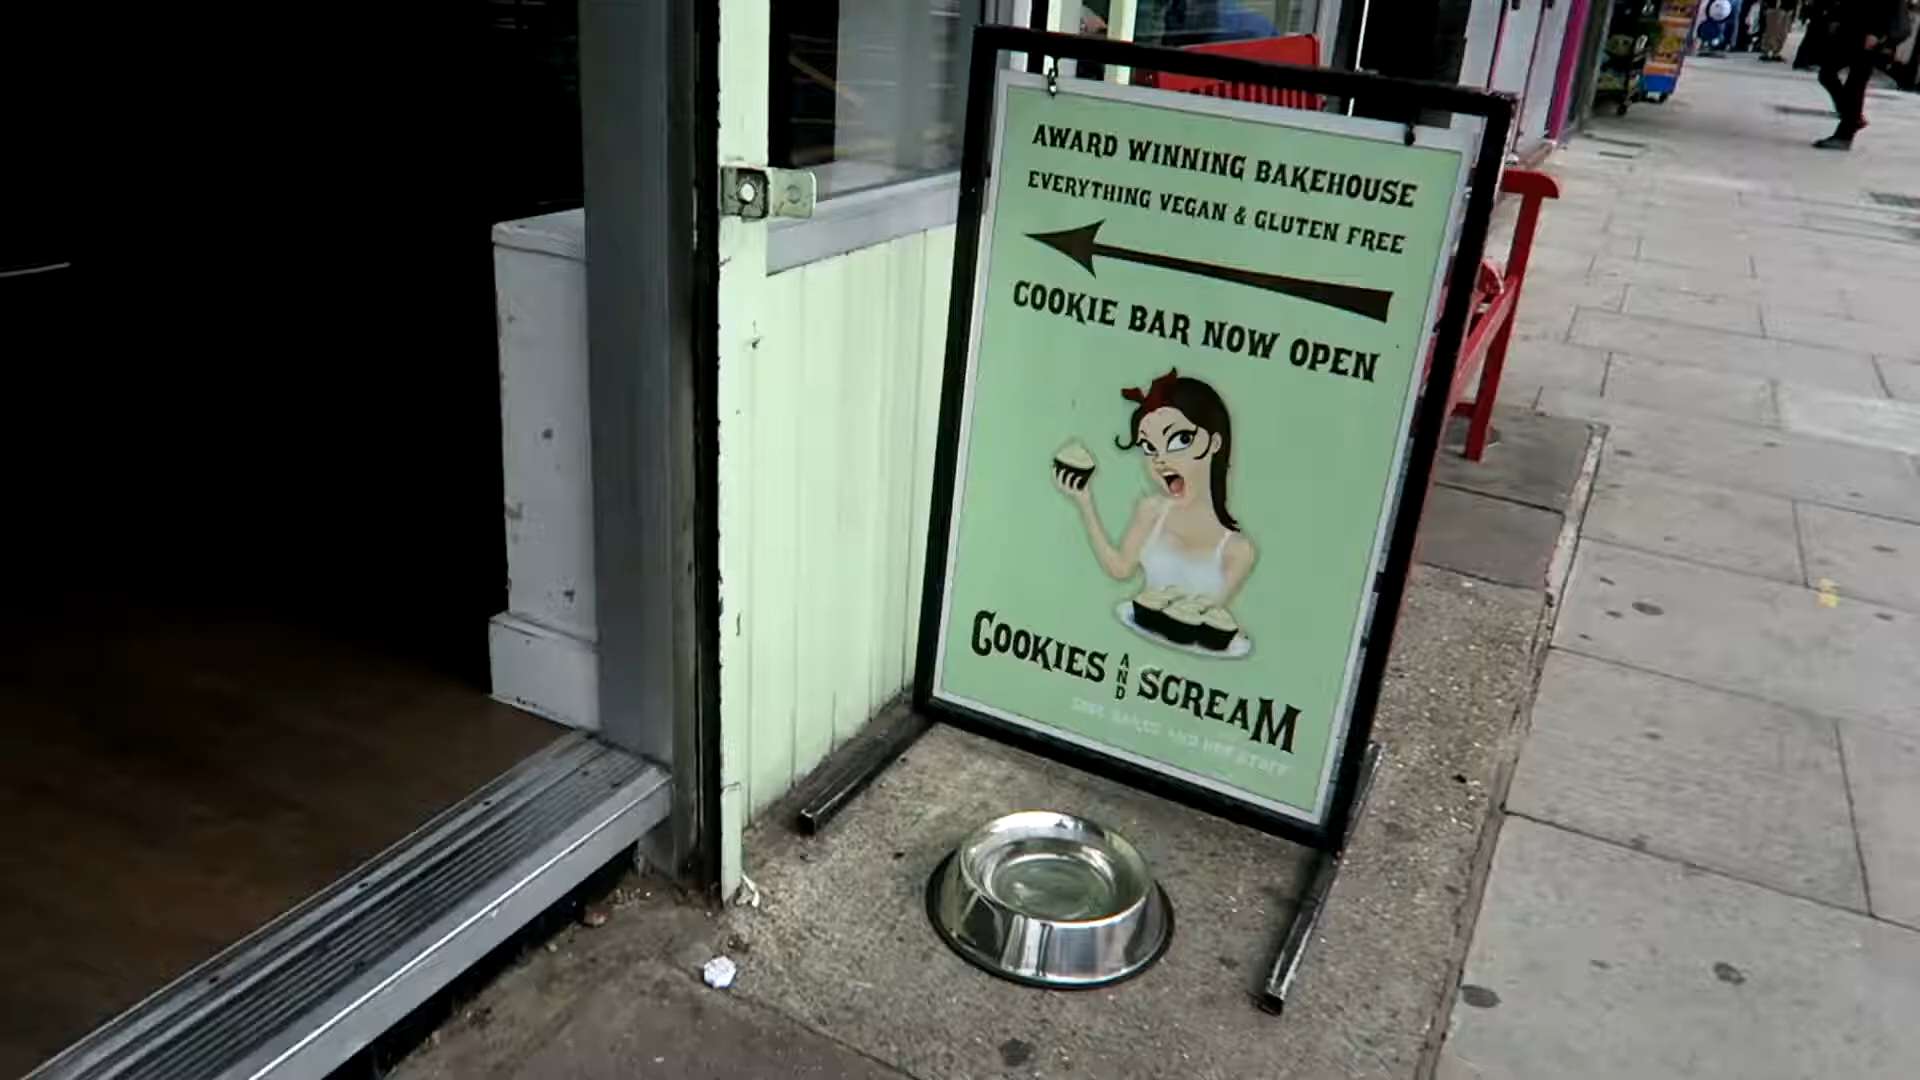 AWARD WINNING BAKEHOUSE
EVERYTHING VEGAN & GLUTEN FREE
COOKIE BAR NOW OPEN
COOKIES AND SCREAM